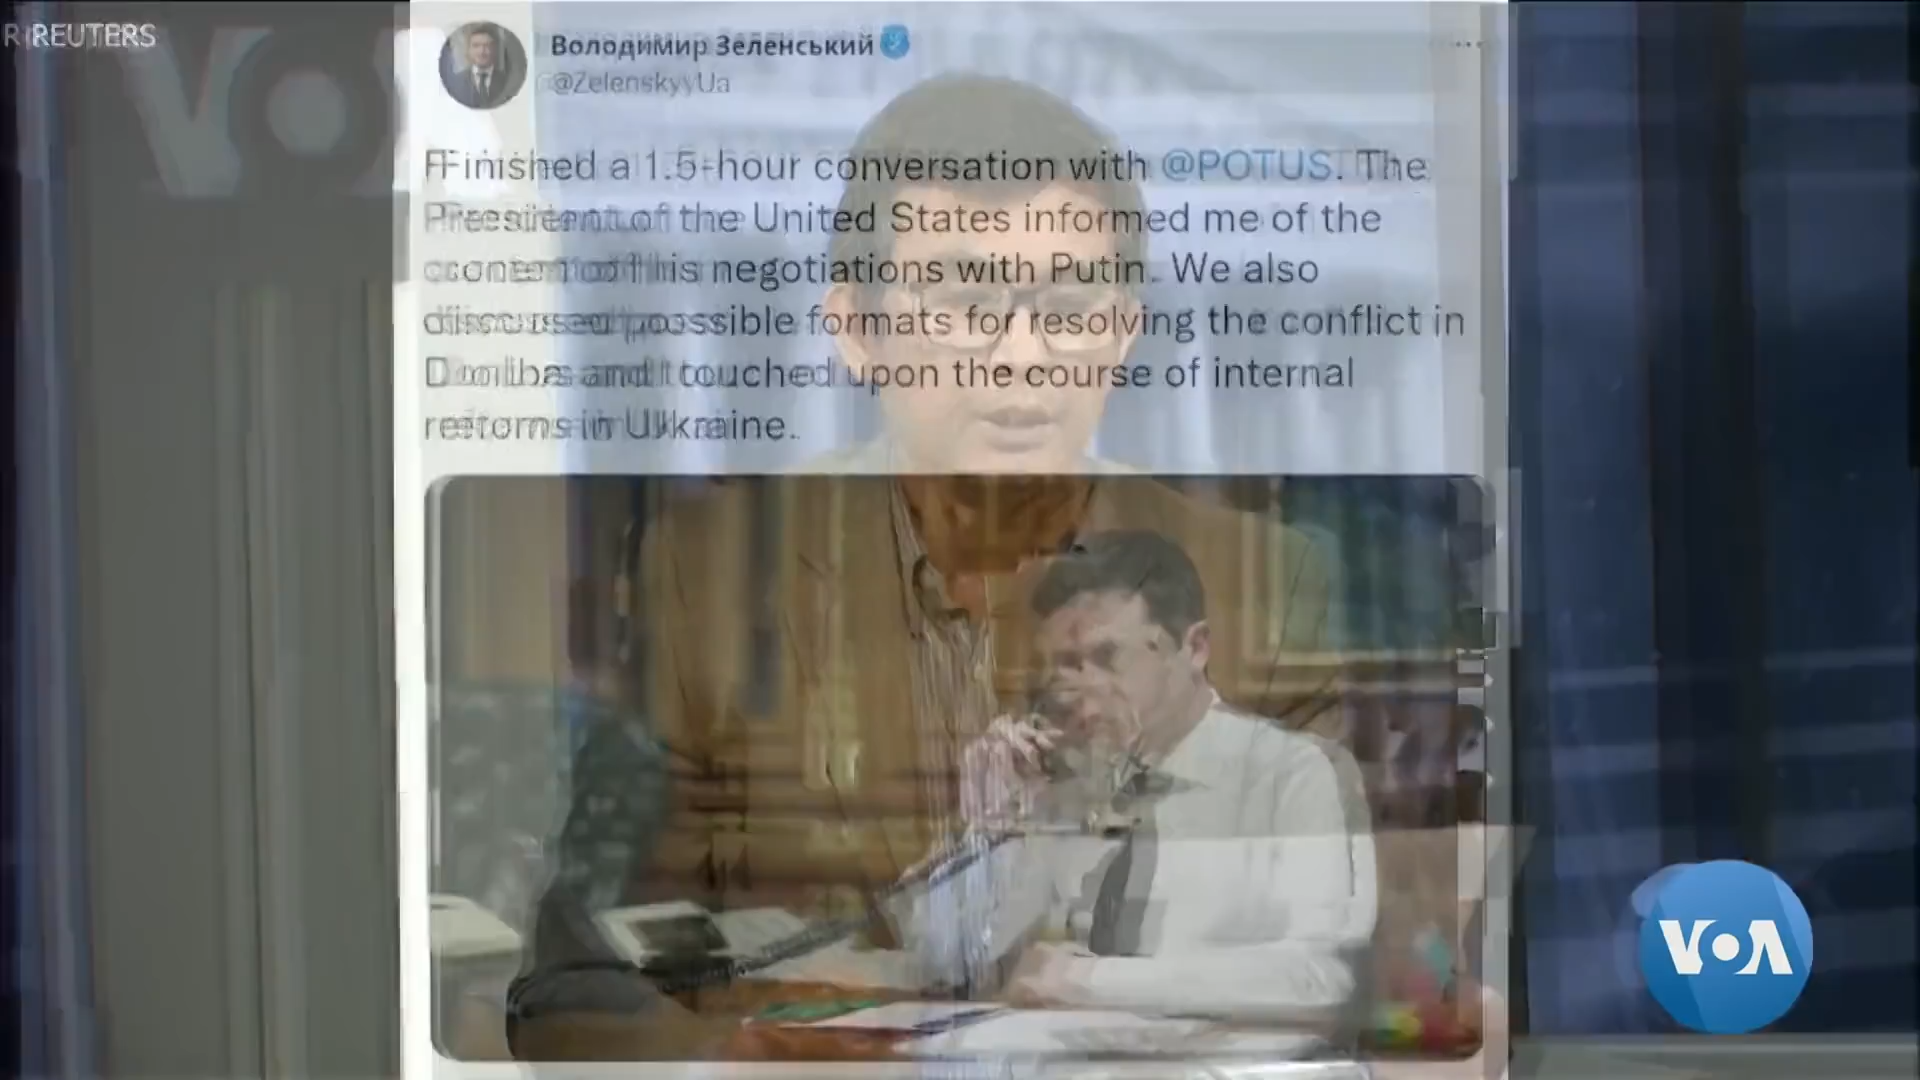 REUTERS
VOA
Володимир Зеленський
@ZelenskyyUa
Finished a 1.5-hour conversation with @POTUS. The
President of the United States informed me of the
content of his negotiations with Putin. We also
discussed possible formats for resolving the conflict in
and touched upon the course of internal
reforms in Ukraine.
VOA